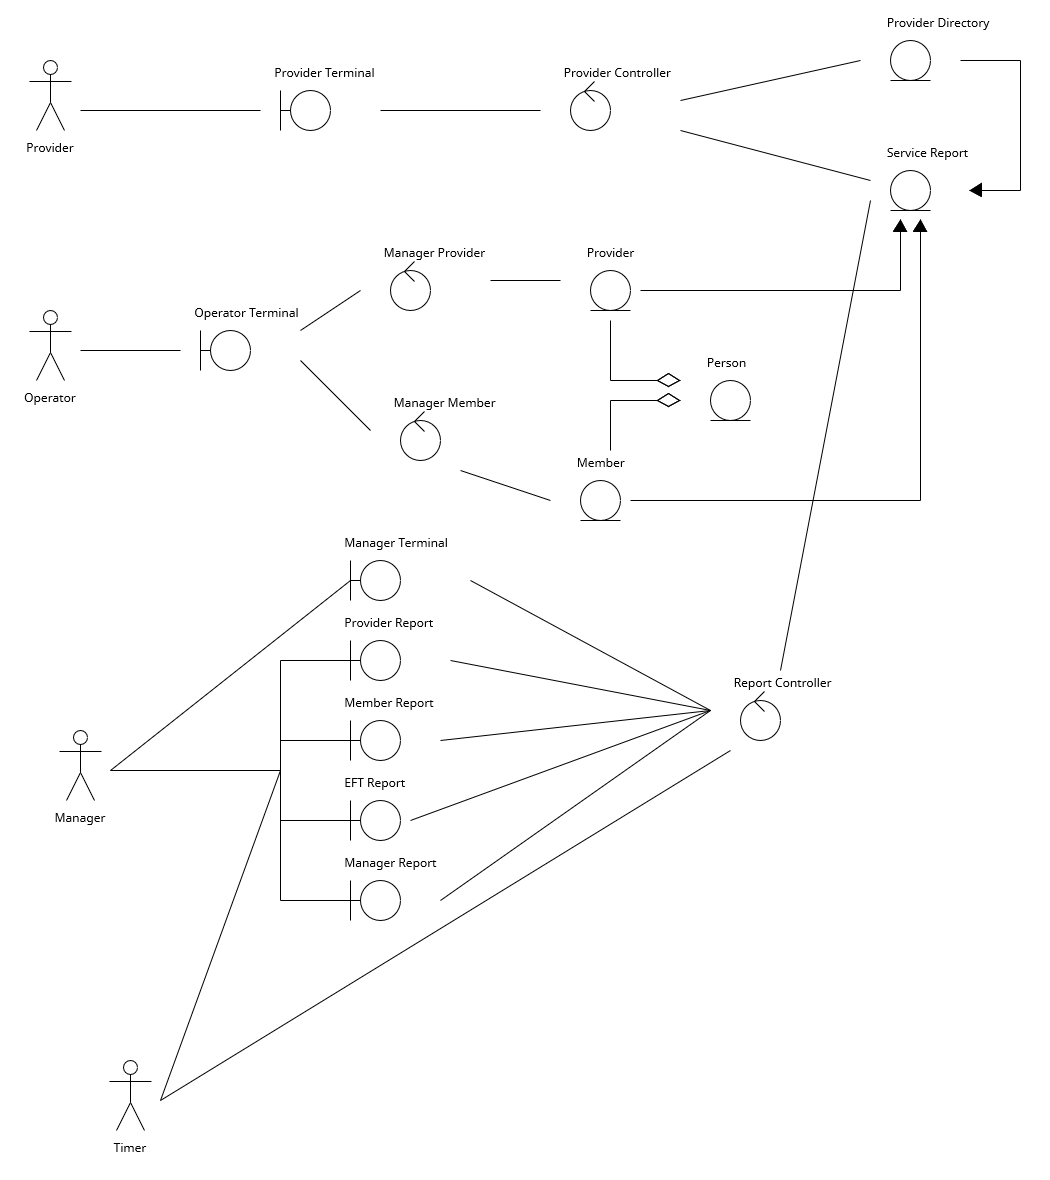 Provider Directory
Provider Terminal
Provider Controller
Provider
Service Report
Manager Provider
Provider
Operator Terminal
Person
Operator
Manager Member
Member
Manager Terminal
Provider Report
Report Controller
Member Report
EFT Report
Manager
Manager Report
Timer